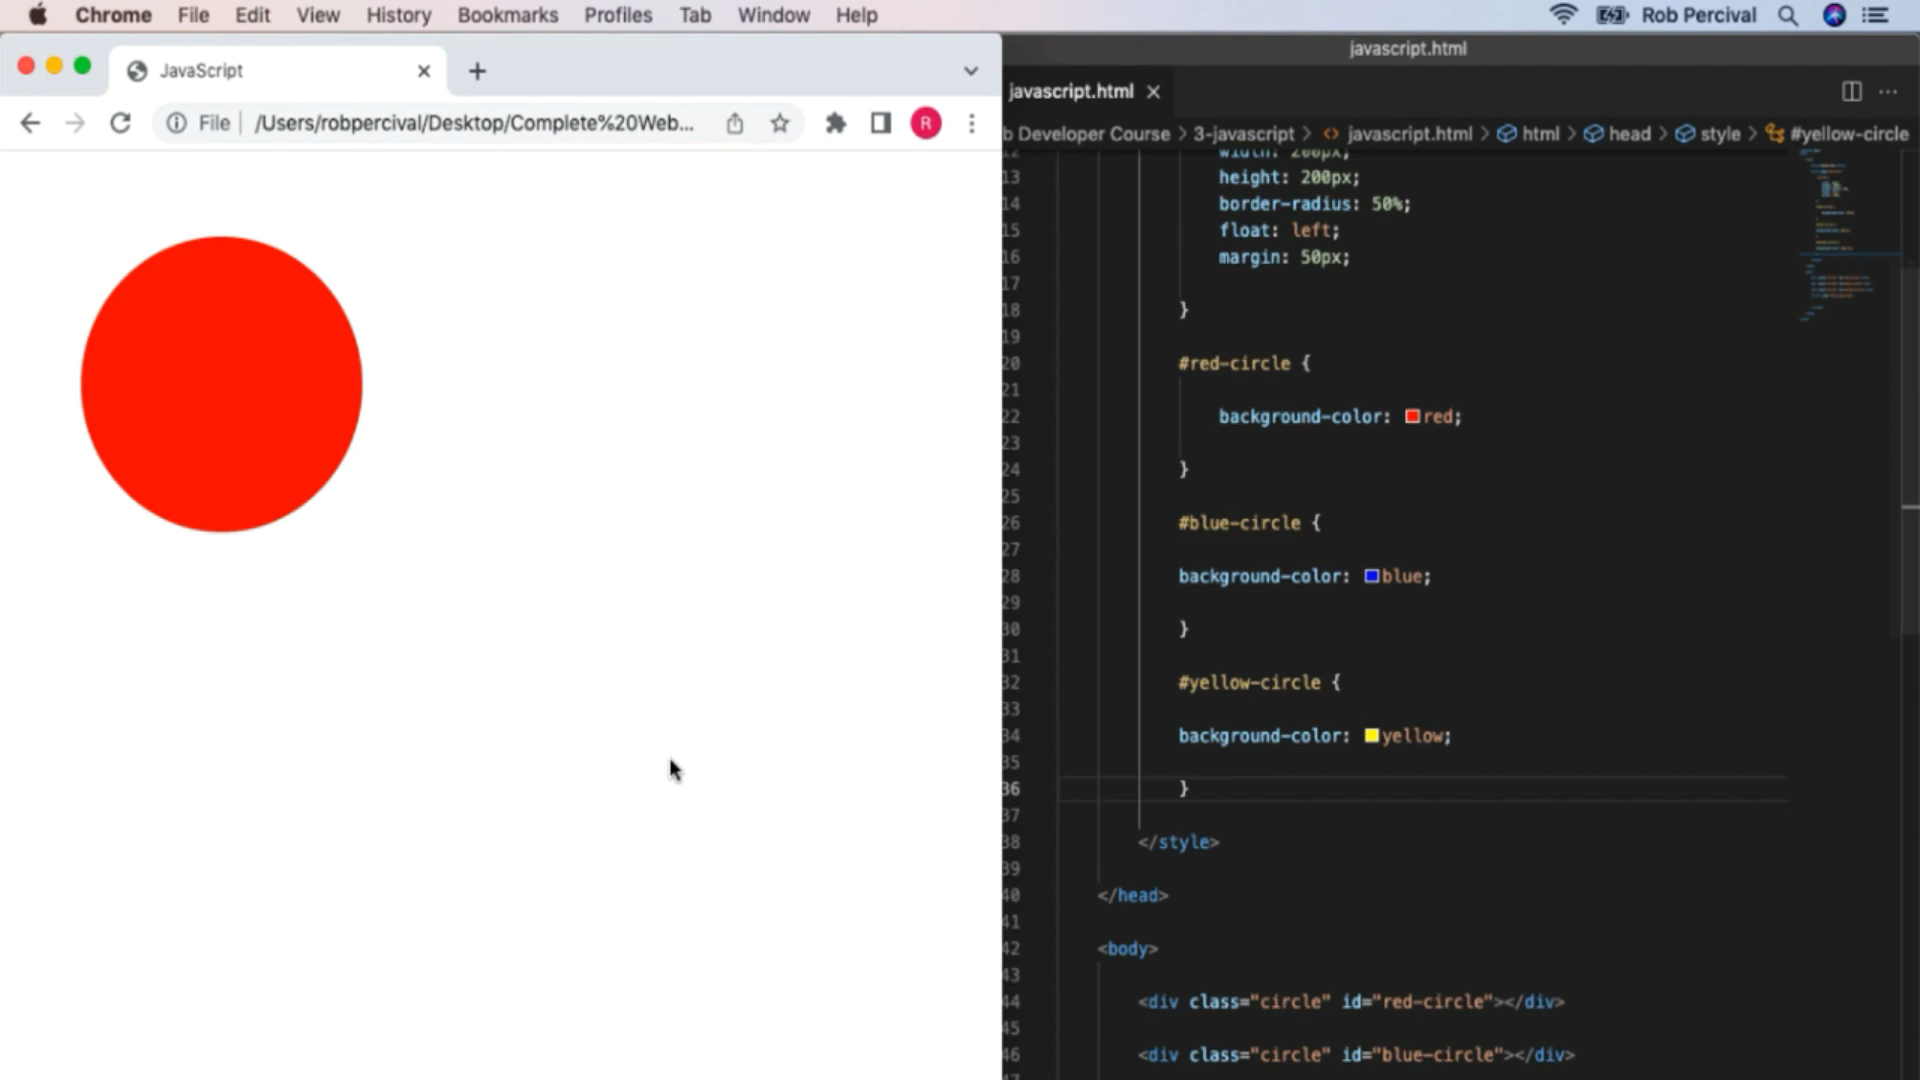 Chrome File Edit View History Bookmarks Profiles Tab Window Help
Rob Percival
JavaScript
File /Users/robpercival/Desktop/Complete%20Web...
R
javascript.html
javascript.html
b Developer Course > 3-javascript > <> javascript.html > html > head > style > #yellow-circle
12 width: 200px;
13 height: 200px;
14 border-radius: 50%;
15 float: left;
16 margin: 50px;
17
18 }
19
20 #red-circle {
21
22 background-color: red;
23
24 }
25
26 #blue-circle {
27
28 background-color: blue;
29
30 }
31
32 #yellow-circle {
33
34 background-color: yellow;
35
36 }
37
38 </style>
39
40 </head>
41
42 <body>
43
44 <div class="circle" id="red-circle"></div>
45
46 <div class="circle" id="blue-circle"></div>